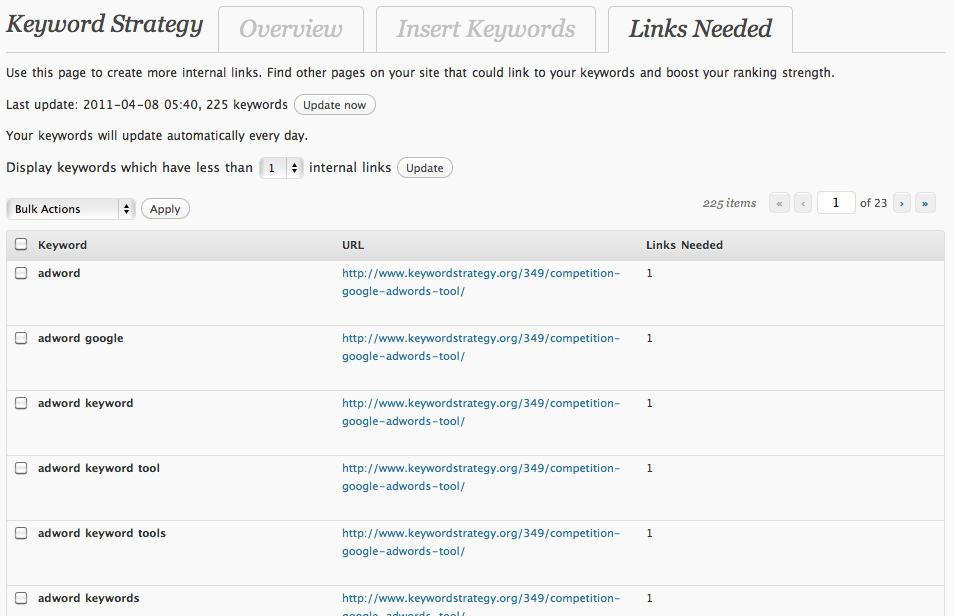 Keyword Strategy Overview Insert Keywords Links Needed
Use this page to create more internal links. Find other pages on your site that could link to your keywords and boost your ranking strength.
Last update: 2011-04-08 05:40, 225 keywords Update now
Your keywords will update automatically every day.
Display keywords which have less than 1 internal links Update
Bulk Actions Apply 225 items « ‹ 1 of 23 › »
Keyword URL Links Needed
adword http://www.keywordstrategy.org/349/competition- 1
google-adwords-tool/
adword google http://www.keywordstrategy.org/349/competition- 1
google-adwords-tool/
adword keyword http://www.keywordstrategy.org/349/competition- 1
google-adwords-tool/
adword keyword tool http://www.keywordstrategy.org/349/competition- 1
google-adwords-tool/
adword keyword tools http://www.keywordstrategy.org/349/competition- 1
google-adwords-tool/
adword keywords http://www.keywordstrategy.org/349/competition- 1
google-adwords-tool/